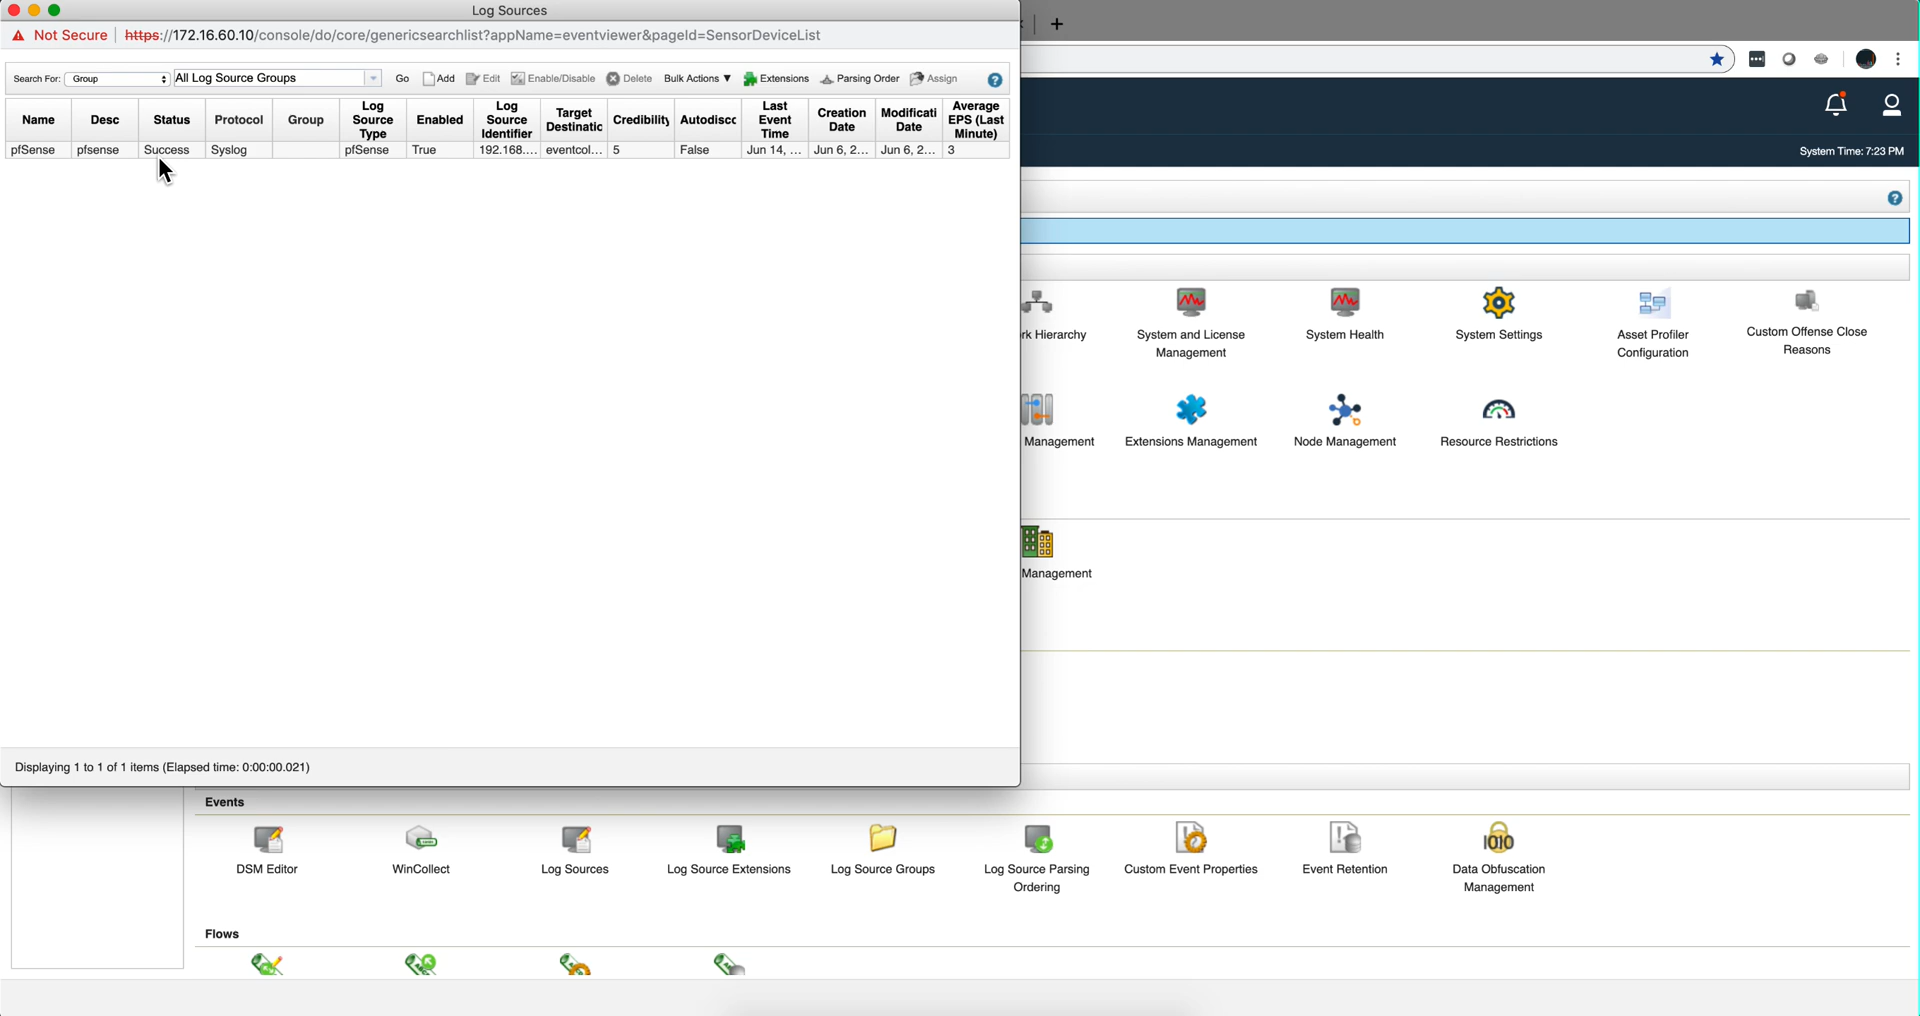 Log Sources
Not Secure | https://172.16.60.10/console/do/core/genericsearchlist?appName=eventviewer&pageId=SensorDeviceList
Search For: Group All Log Source Groups Go Add Edit Enable/Disable Delete Bulk Actions ▼ Extensions Parsing Order Assign
Name Desc Status Protocol Group Log Source Type Enabled Log Source Identifier Target Destinatic Credibility Autodiscc Last Event Time Creation Date Modificati Date Average EPS (Last Minute)
pfSense pfsense Success Syslog pfSense True 192.168.... eventcol... 5 False Jun 14, ... Jun 6, 2... Jun 6, 2... 3
System Time: 7:23 PM
rk Hierarchy
System and License Management
System Health
System Settings
Asset Profiler Configuration
Custom Offense Close Reasons
Management
Extensions Management
Node Management
Resource Restrictions
Management
Displaying 1 to 1 of 1 items (Elapsed time: 0:00:00.021)
Events
DSM Editor
WinCollect
Log Sources
Log Source Extensions
Log Source Groups
Log Source Parsing Ordering
Custom Event Properties
Event Retention
Data Obfuscation Management
Flows